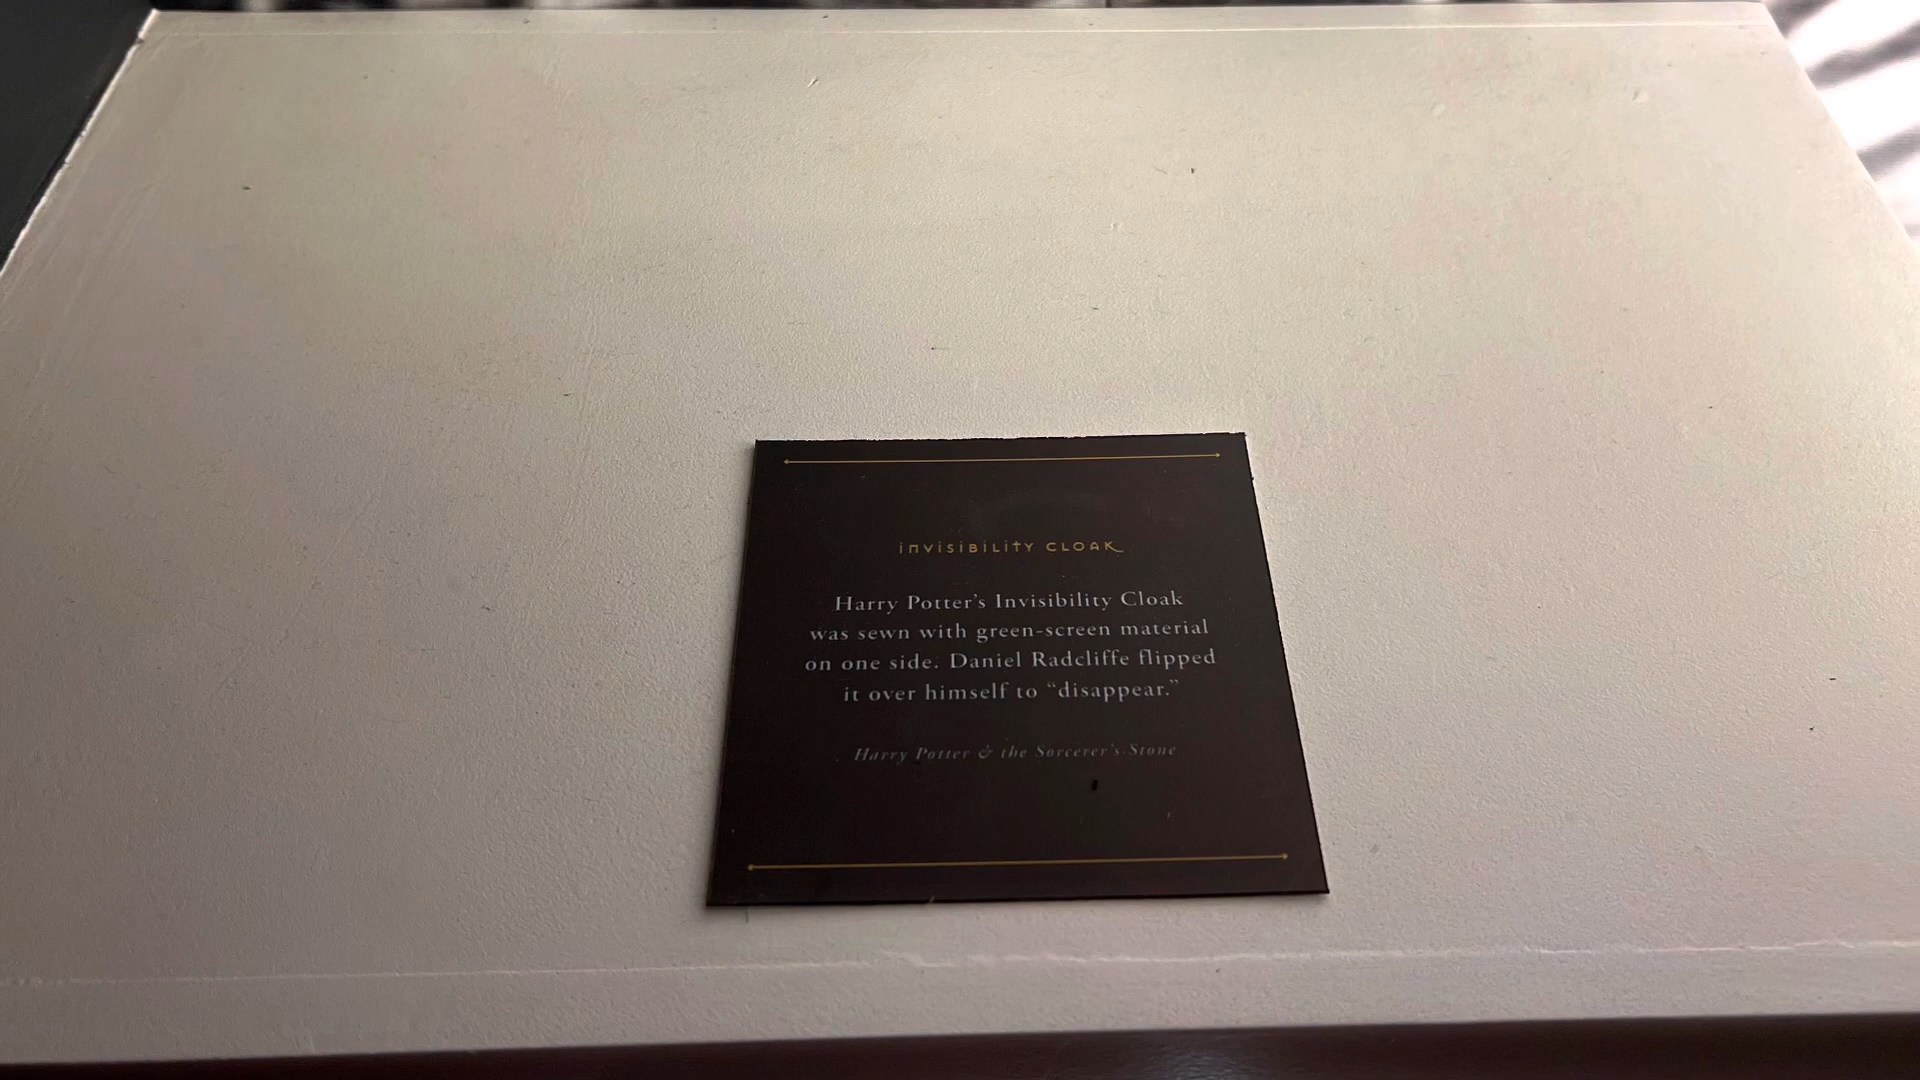 INVISIBILITY CLOAK
Harry Potter’s Invisibility Cloak
was sewn with green-screen material
on one side. Daniel Radcliffe flipped
it over himself to “disappear.”
Harry Potter & the Sorcerer’s Stone